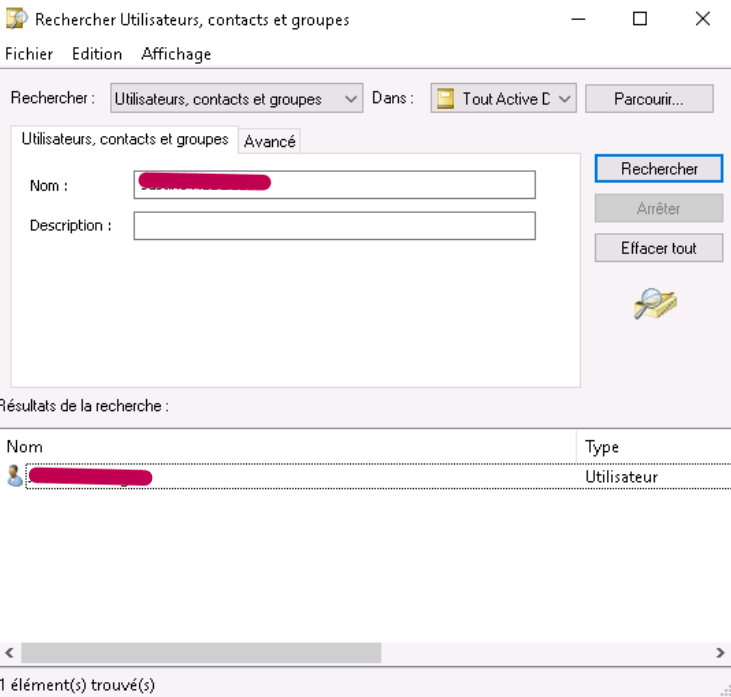 Rechercher Utilisateurs, contacts et groupes
Fichier Edition Affichage
Rechercher : Utilisateurs, contacts et groupes Dans : Tout Active D Parcourir...
Utilisateurs, contacts et groupes Avancé
Rechercher
Nom :
Arrêter
Description :
Effacer tout
Résultats de la recherche :
Nom Type
Utilisateur
1 élément(s) trouvé(s)